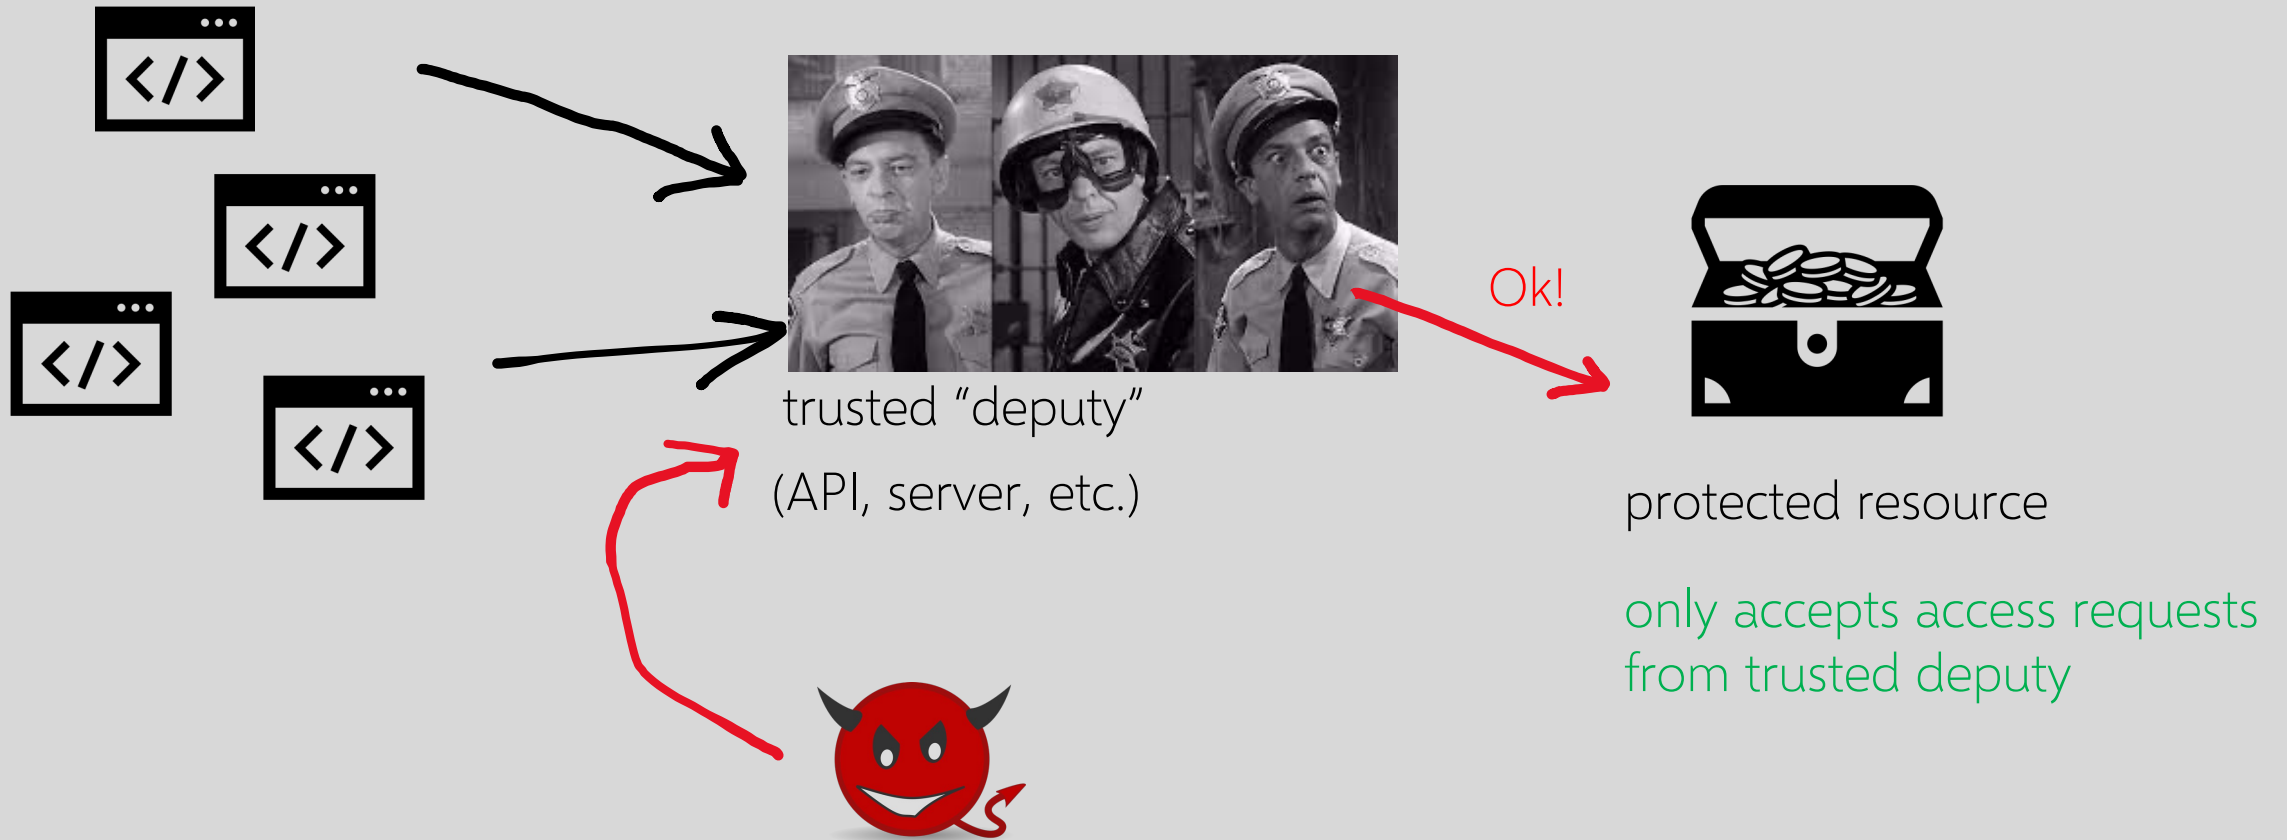 </>
</>
</>
</>
Ok!
trusted “deputy”
(API, server, etc.)
protected resource
only accepts access requests
from trusted deputy